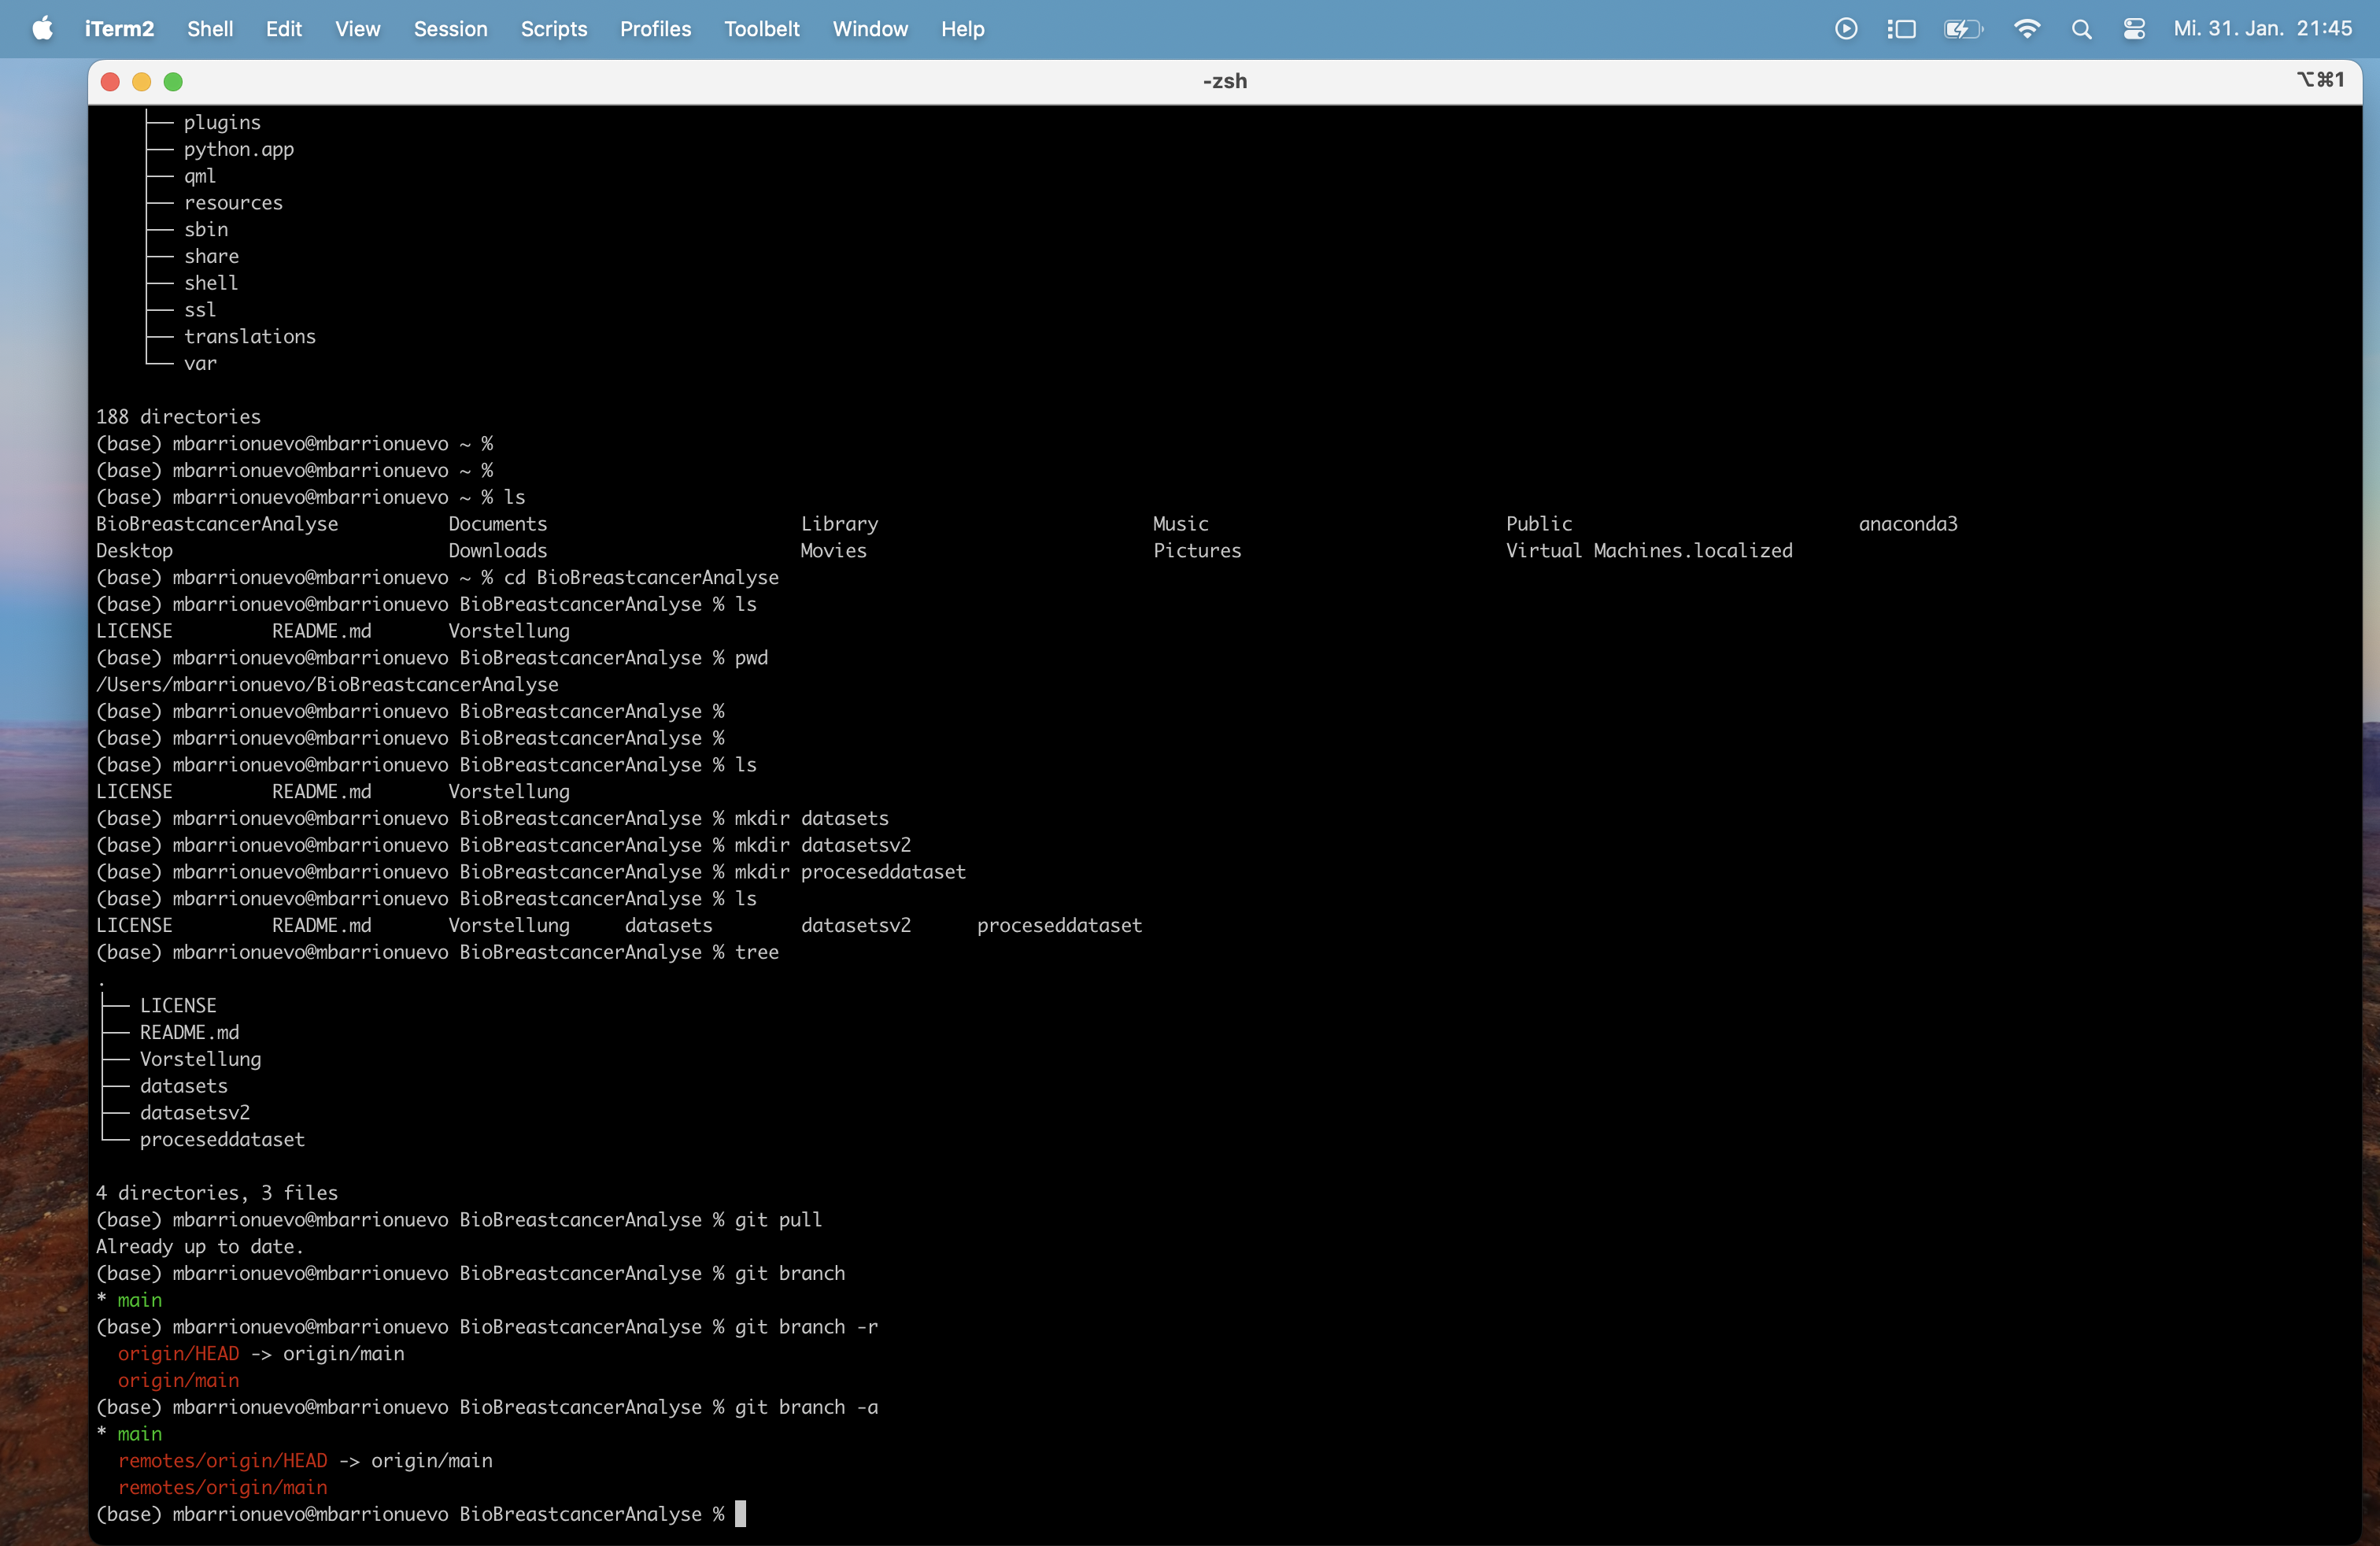 iTerm2 Shell Edit View Session Scripts Profiles Toolbelt Window Help Mi. 31. Jan. 21:45
-zsh ⌥⌘1
├── plugins
├── python.app
├── qml
├── resources
├── sbin
├── share
├── shell
├── ssl
├── translations
└── var
188 directories
(base) mbarrionuevo@mbarrionuevo ~ %
(base) mbarrionuevo@mbarrionuevo ~ %
(base) mbarrionuevo@mbarrionuevo ~ % ls
BioBreastcancerAnalyse Documents Library Music Public anaconda3
Desktop Downloads Movies Pictures Virtual Machines.localized
(base) mbarrionuevo@mbarrionuevo ~ % cd BioBreastcancerAnalyse
(base) mbarrionuevo@mbarrionuevo BioBreastcancerAnalyse % ls
LICENSE README.md Vorstellung
(base) mbarrionuevo@mbarrionuevo BioBreastcancerAnalyse % pwd
/Users/mbarrionuevo/BioBreastcancerAnalyse
(base) mbarrionuevo@mbarrionuevo BioBreastcancerAnalyse %
(base) mbarrionuevo@mbarrionuevo BioBreastcancerAnalyse %
(base) mbarrionuevo@mbarrionuevo BioBreastcancerAnalyse % ls
LICENSE README.md Vorstellung
(base) mbarrionuevo@mbarrionuevo BioBreastcancerAnalyse % mkdir datasets
(base) mbarrionuevo@mbarrionuevo BioBreastcancerAnalyse % mkdir datasetsv2
(base) mbarrionuevo@mbarrionuevo BioBreastcancerAnalyse % mkdir proceseddataset
(base) mbarrionuevo@mbarrionuevo BioBreastcancerAnalyse % ls
LICENSE README.md Vorstellung datasets datasetsv2 proceseddataset
(base) mbarrionuevo@mbarrionuevo BioBreastcancerAnalyse % tree
.
├── LICENSE
├── README.md
├── Vorstellung
├── datasets
├── datasetsv2
└── proceseddataset
4 directories, 3 files
(base) mbarrionuevo@mbarrionuevo BioBreastcancerAnalyse % git pull
Already up to date.
(base) mbarrionuevo@mbarrionuevo BioBreastcancerAnalyse % git branch
* main
(base) mbarrionuevo@mbarrionuevo BioBreastcancerAnalyse % git branch -r
origin/HEAD -> origin/main
origin/main
(base) mbarrionuevo@mbarrionuevo BioBreastcancerAnalyse % git branch -a
* main
remotes/origin/HEAD -> origin/main
remotes/origin/main
(base) mbarrionuevo@mbarrionuevo BioBreastcancerAnalyse %